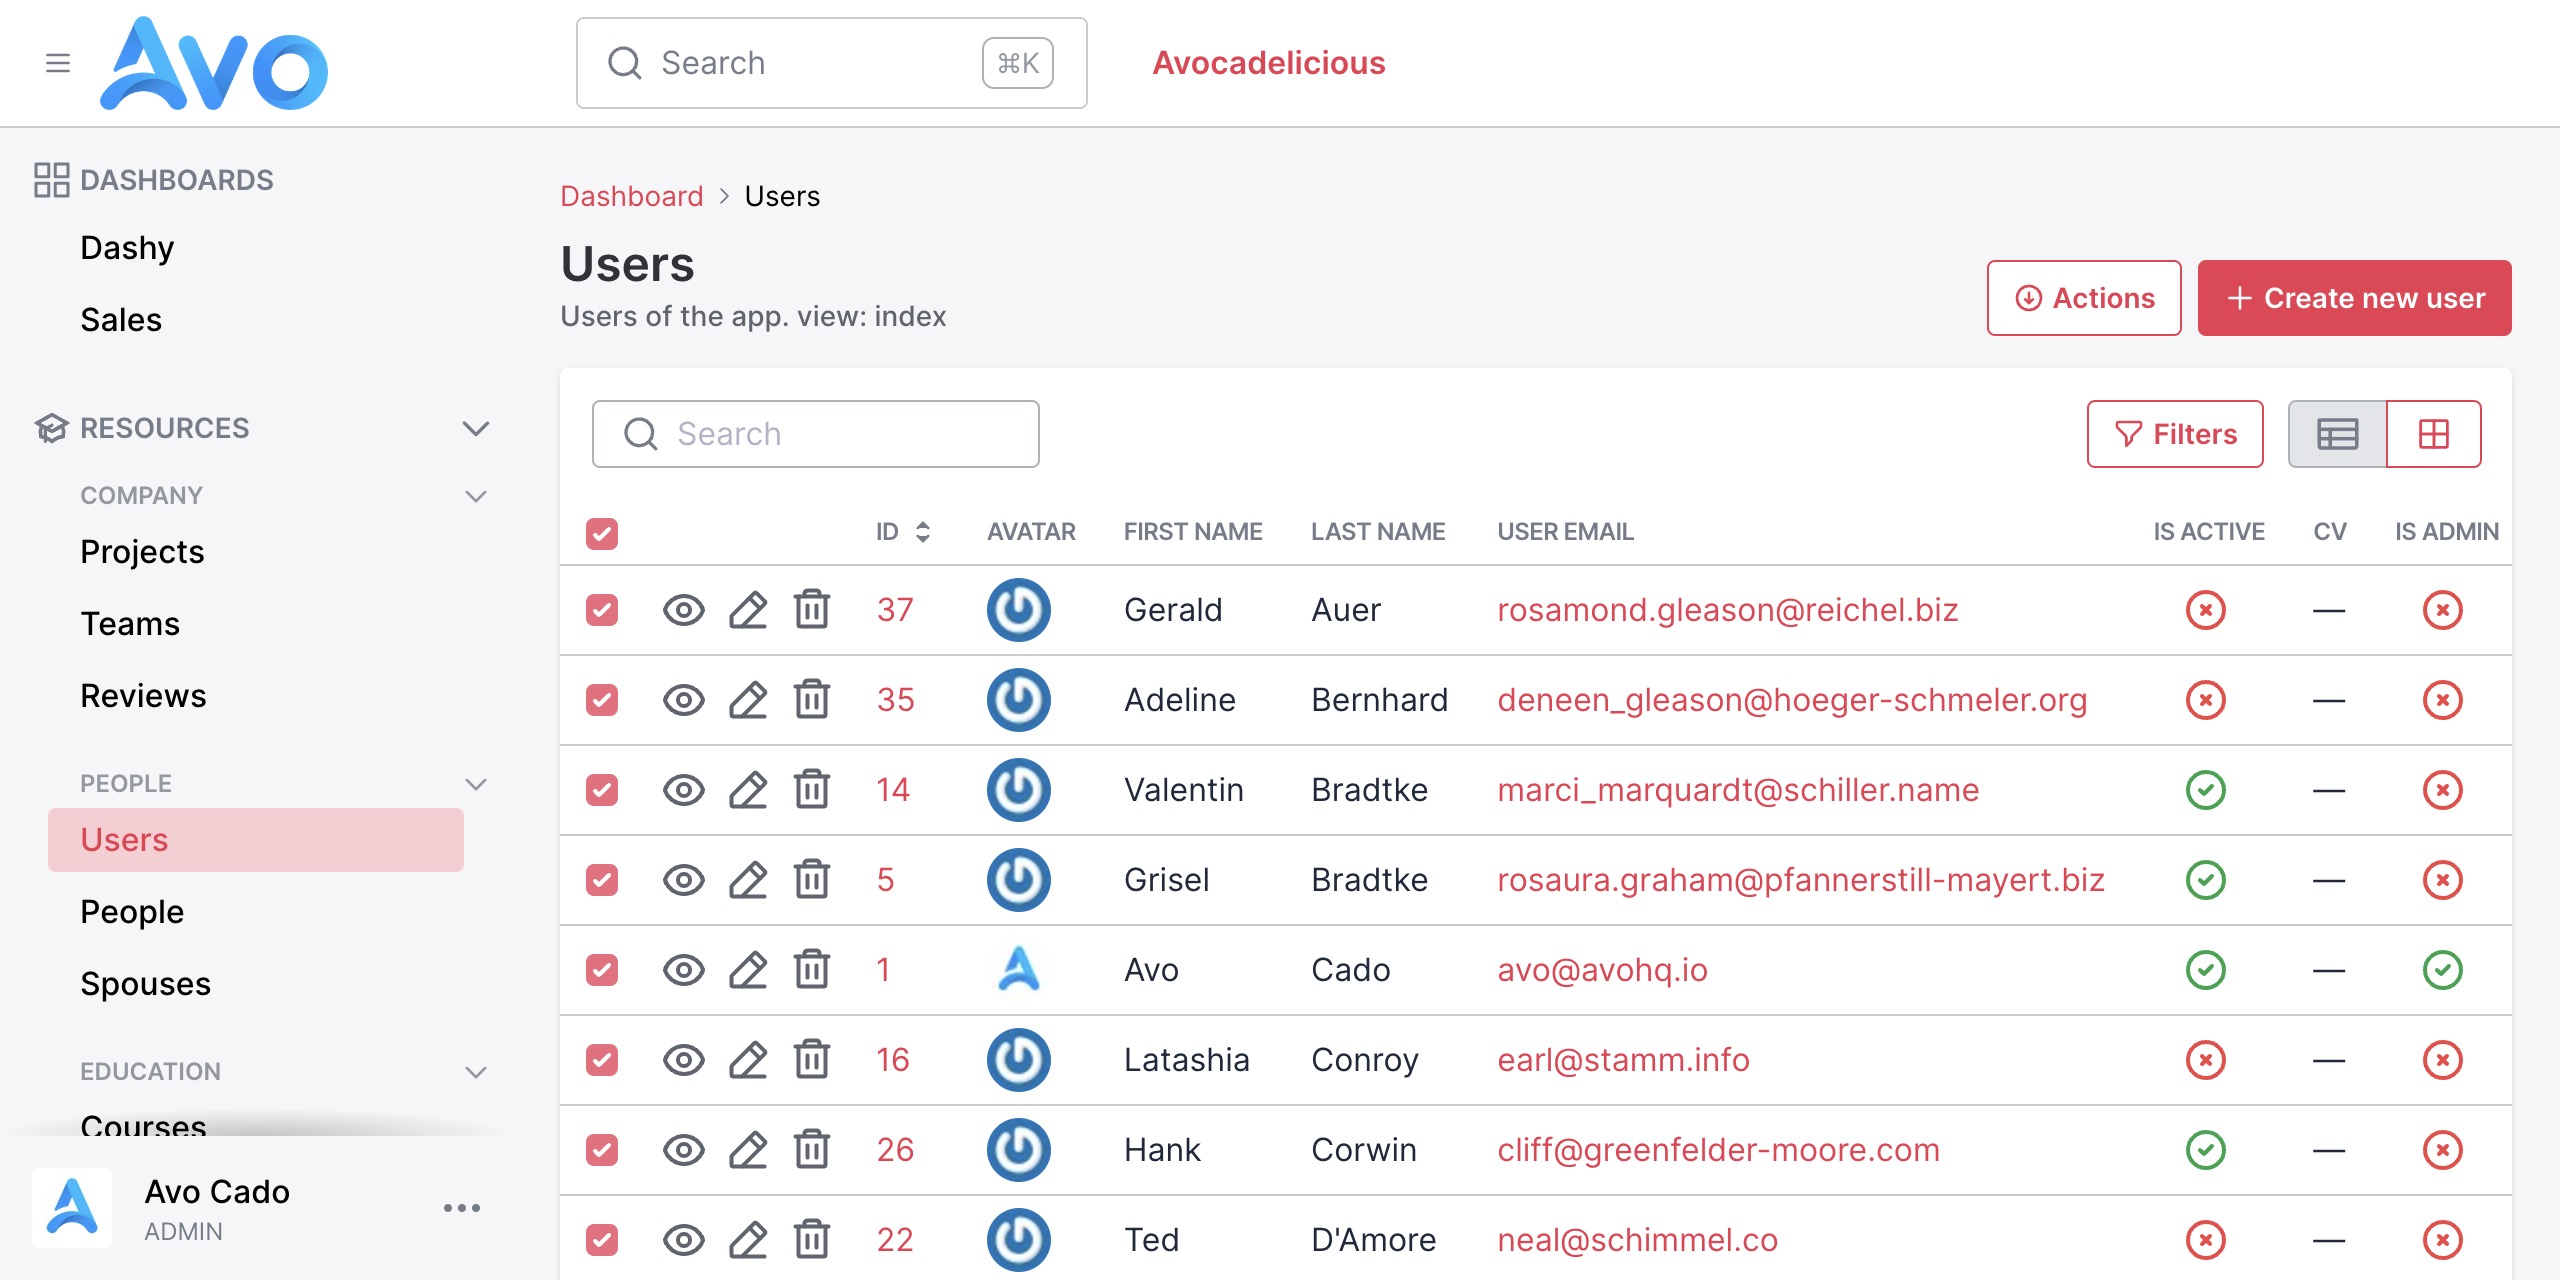 Avo
Search ⌘K
Avocadelicious
DASHBOARDS
Dashy
Sales
RESOURCES
COMPANY
Projects
Teams
Reviews
PEOPLE
Users
People
Spouses
EDUCATION
Courses
Avo Cado
ADMIN
Dashboard > Users
Users
Users of the app. view: index
Actions
+ Create new user
Search
Filters
ID AVATAR FIRST NAME LAST NAME USER EMAIL IS ACTIVE CV IS ADMIN
37 Gerald Auer rosamond.gleason@reichel.biz —
35 Adeline Bernhard deneen_gleason@hoeger-schmeler.org —
14 Valentin Bradtke marci_marquardt@schiller.name —
5 Grisel Bradtke rosaura.graham@pfannerstill-mayert.biz —
1 Avo Cado avo@avohq.io —
16 Latashia Conroy earl@stamm.info —
26 Hank Corwin cliff@greenfelder-moore.com —
22 Ted D'Amore neal@schimmel.co —